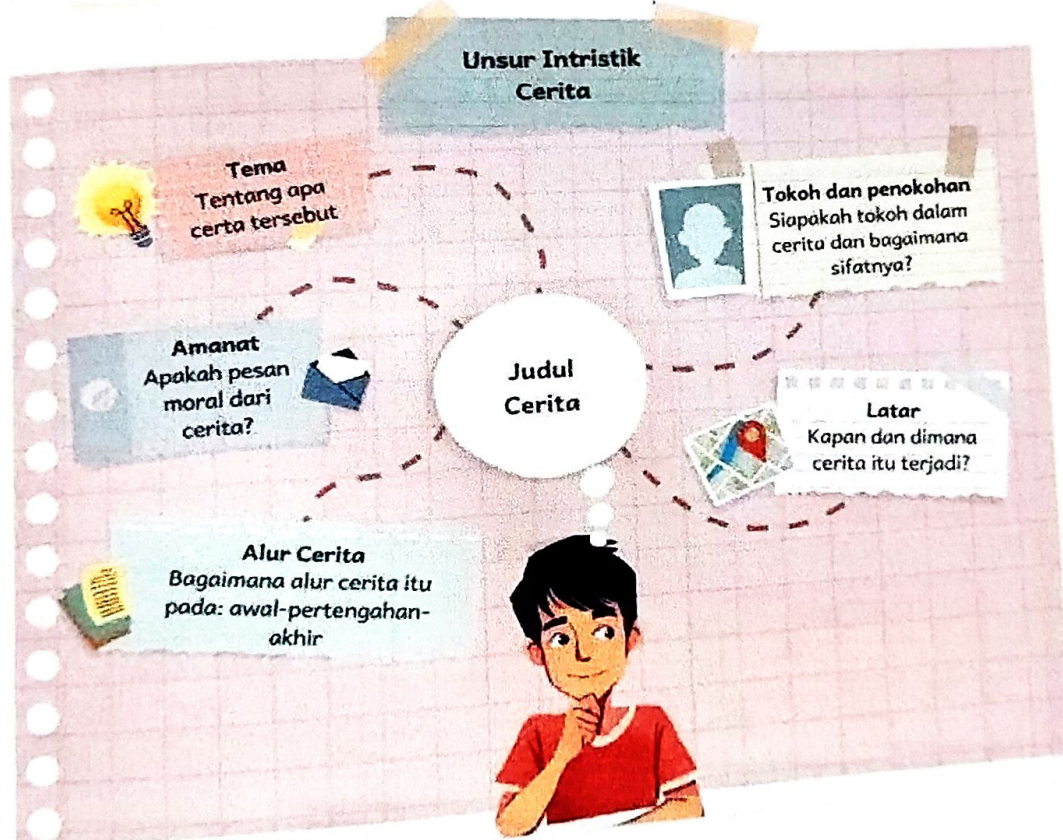 Unsur Intristik
Cerita
Tema
Tentang apa
certa tersebut
Tokoh dan penokohan
Siapakah tokoh dalam
cerita dan bagaimana
sifatnya?
Amanat
Apakah pesan
moral dari
cerita?
Judul
Cerita
Latar
Kapan dan dimana
cerita itu terjadi?
Alur Cerita
Bagaimana alur cerita itu
pada: awal-pertengahan-
akhir